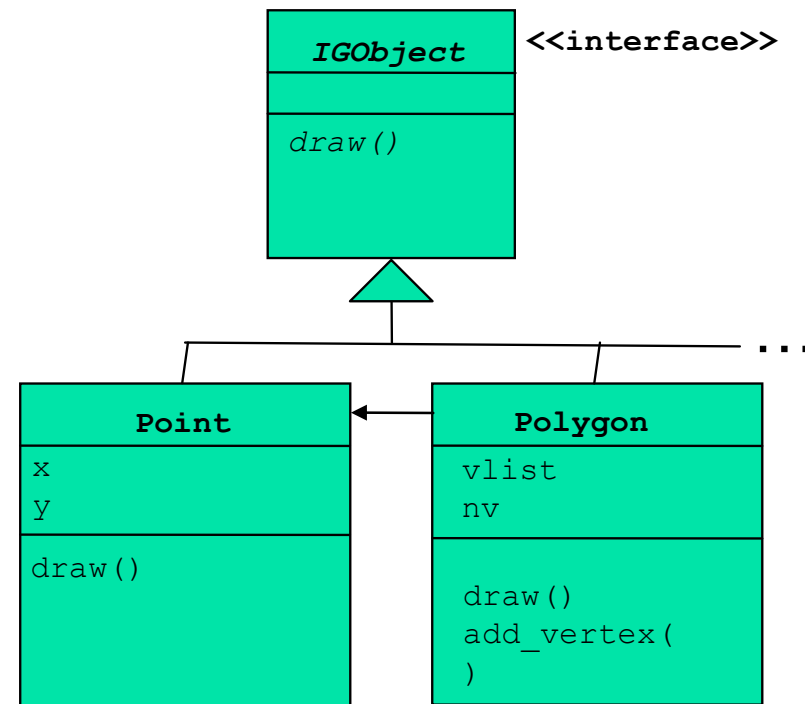 IGObject
<<interface>>
draw()
...
Point
x
y
draw()
Polygon
vlist
nv
draw()
add_vertex(
)